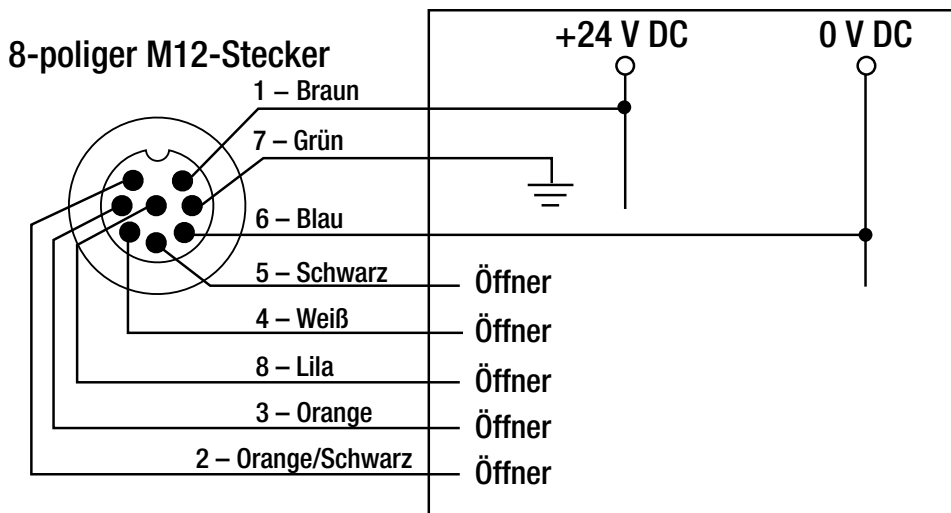 +24 V DC
0 V DC
8-poliger M12-Stecker
1 – Braun
7 – Grün
6 – Blau
5 – Schwarz
Öffner
4 – Weiß
Öffner
8 – Lila
Öffner
3 – Orange
Öffner
2 – Orange/Schwarz
Öffner